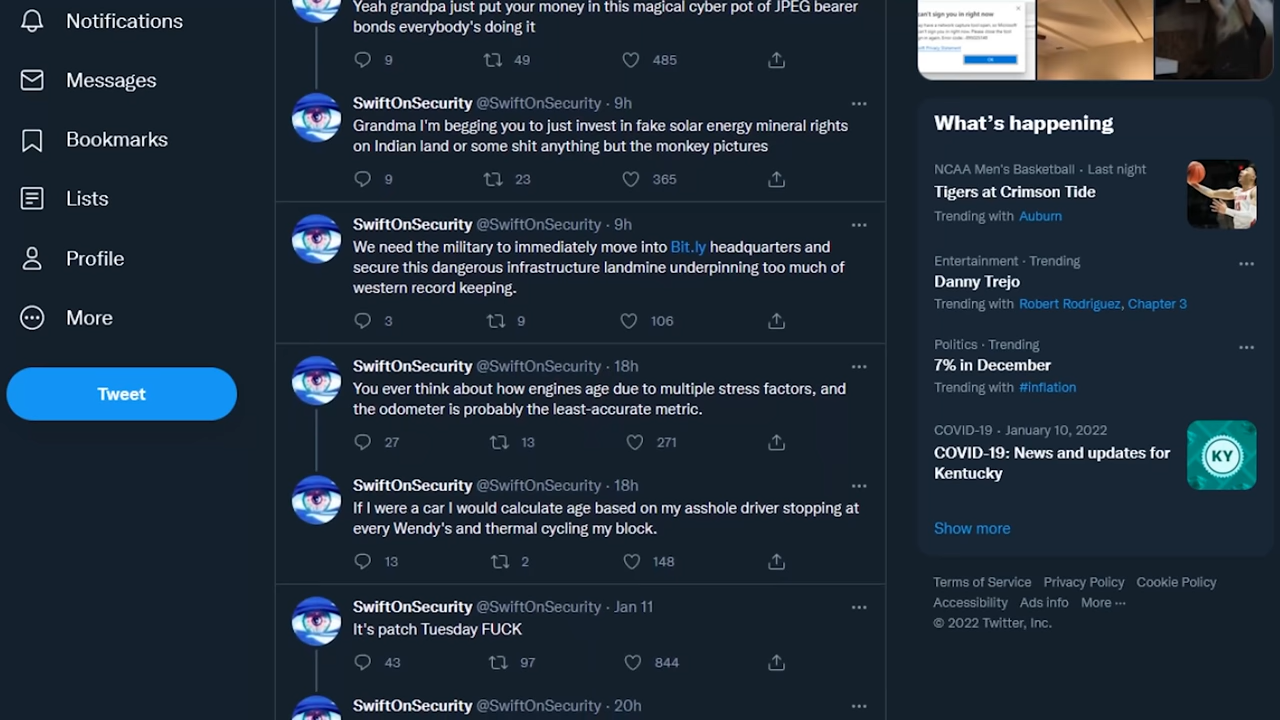 Notifications
Messages
Bookmarks
Lists
Profile
More
Tweet
Yeah grandpa just put your money in this magical cyber pot of JPEG bearer
bonds everybody's doing it
9 49 485
SwiftOnSecurity @SwiftOnSecurity · 9h
Grandma I'm begging you to just invest in fake solar energy mineral rights
on Indian land or some shit anything but the monkey pictures
9 23 365
SwiftOnSecurity @SwiftOnSecurity · 9h
We need the military to immediately move into Bit.ly headquarters and
secure this dangerous infrastructure landmine underpinning too much of
western record keeping.
3 9 106
SwiftOnSecurity @SwiftOnSecurity · 18h
You ever think about how engines age due to multiple stress factors, and
the odometer is probably the least-accurate metric.
27 13 271
SwiftOnSecurity @SwiftOnSecurity · 18h
If I were a car I would calculate age based on my asshole driver stopping at
every Wendy's and thermal cycling my block.
13 2 148
SwiftOnSecurity @SwiftOnSecurity · Jan 11
It's patch Tuesday FUCK
43 97 844
SwiftOnSecurity @SwiftOnSecurity · 20h
can't sign you in right now
What's happening
NCAA Men's Basketball · Last night
Tigers at Crimson Tide
Trending with Auburn
Entertainment · Trending
Danny Trejo
Trending with Robert Rodriguez, Chapter 3
Politics · Trending
7% in December
Trending with #inflation
COVID-19 · January 10, 2022
COVID-19: News and updates for
Kentucky
KY
Show more
Terms of Service Privacy Policy Cookie Policy
Accessibility Ads info More ···
© 2022 Twitter, Inc.